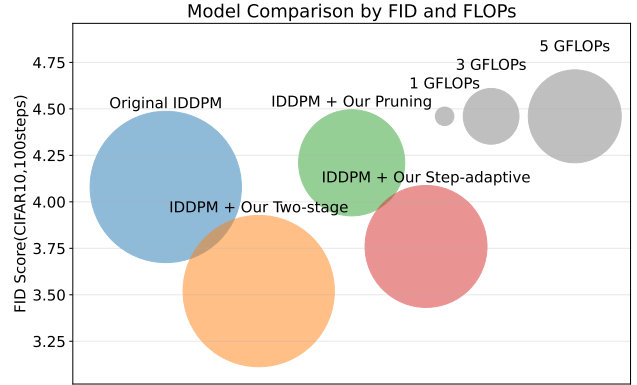 Model Comparison by FID and FLOPs
5 GFLOPs
3 GFLOPs
1 GFLOPs
Original IDDPM
IDDPM + Our Pruning
IDDPM + Our Step-adaptive
IDDPM + Our Two-stage
FID Score(CIFAR10,100steps)
4.75
4.50
4.25
4.00
3.75
3.50
3.25